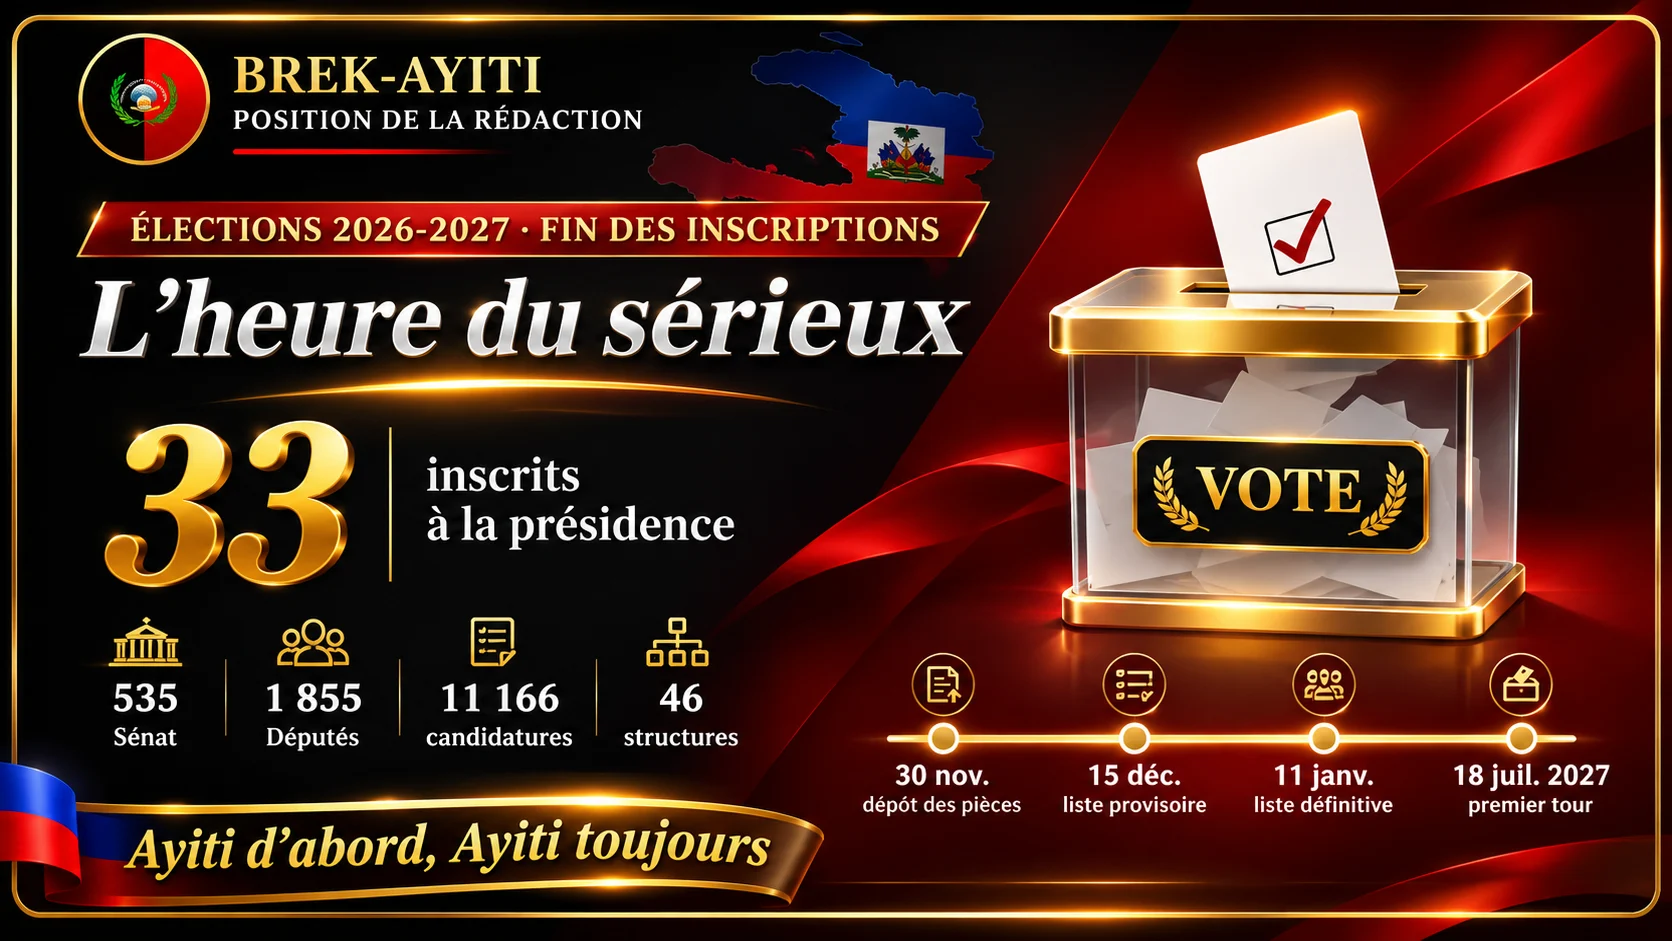 BREK-AYITI
POSITION DE LA RÉDACTION
ÉLECTIONS 2026-2027 · FIN DES INSCRIPTIONS
L’heure du sérieux
33
inscrits
à la présidence
535
Sénat
1 855
Députés
11 166
candidatures
46
structures
VOTE
30 nov.
dépôt des pièces
15 déc.
liste provisoire
11 janv.
liste définitive
18 juil. 2027
premier tour
Ayiti d’abord, Ayiti toujours